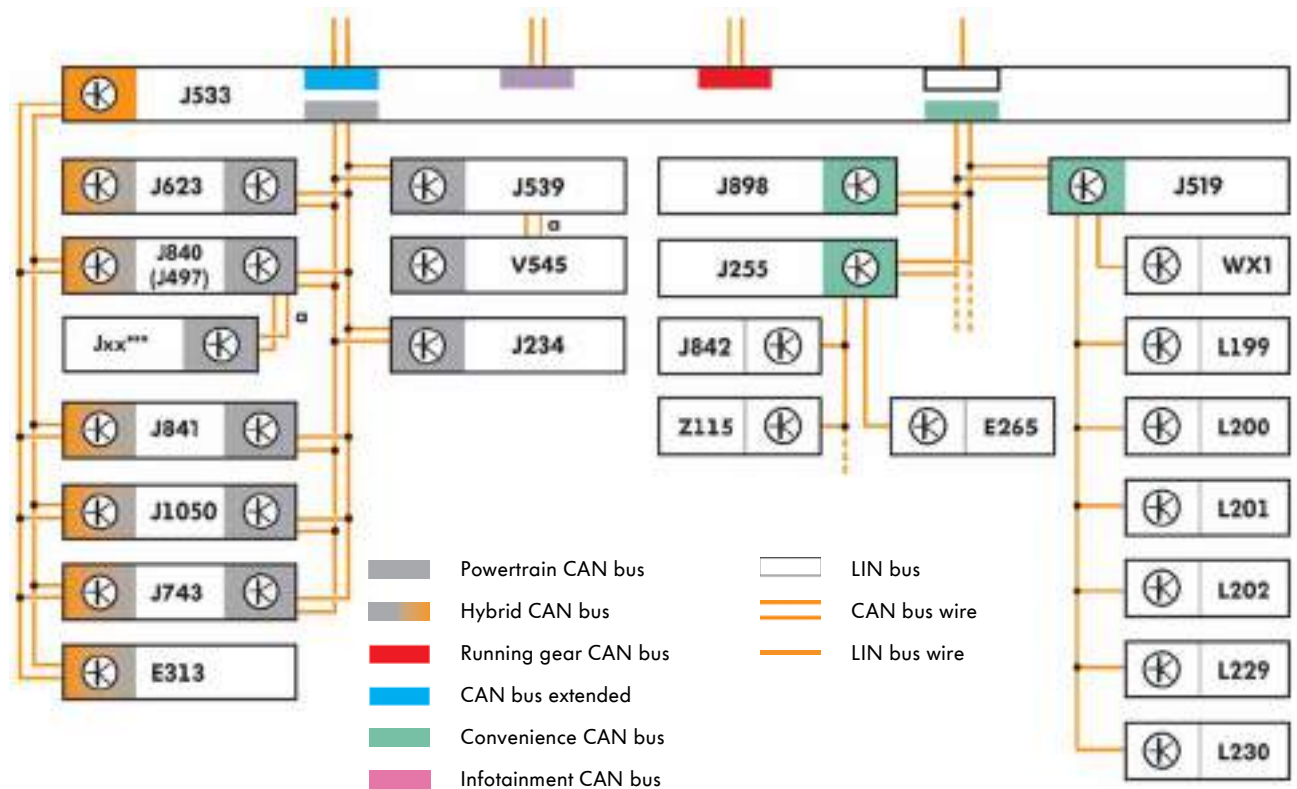 J533
J623
J539
J898
J519
a
J840
(J497)
V545
J255
WX1
a
Jxx***
J234
J842
L199
J841
Z115
E265
L200
J1050
L201
J743
L202
E313
L229
L230
Powertrain CAN bus
Hybrid CAN bus
Running gear CAN bus
CAN bus extended
Convenience CAN bus
Infotainment CAN bus
LIN bus
CAN bus wire
LIN bus wire